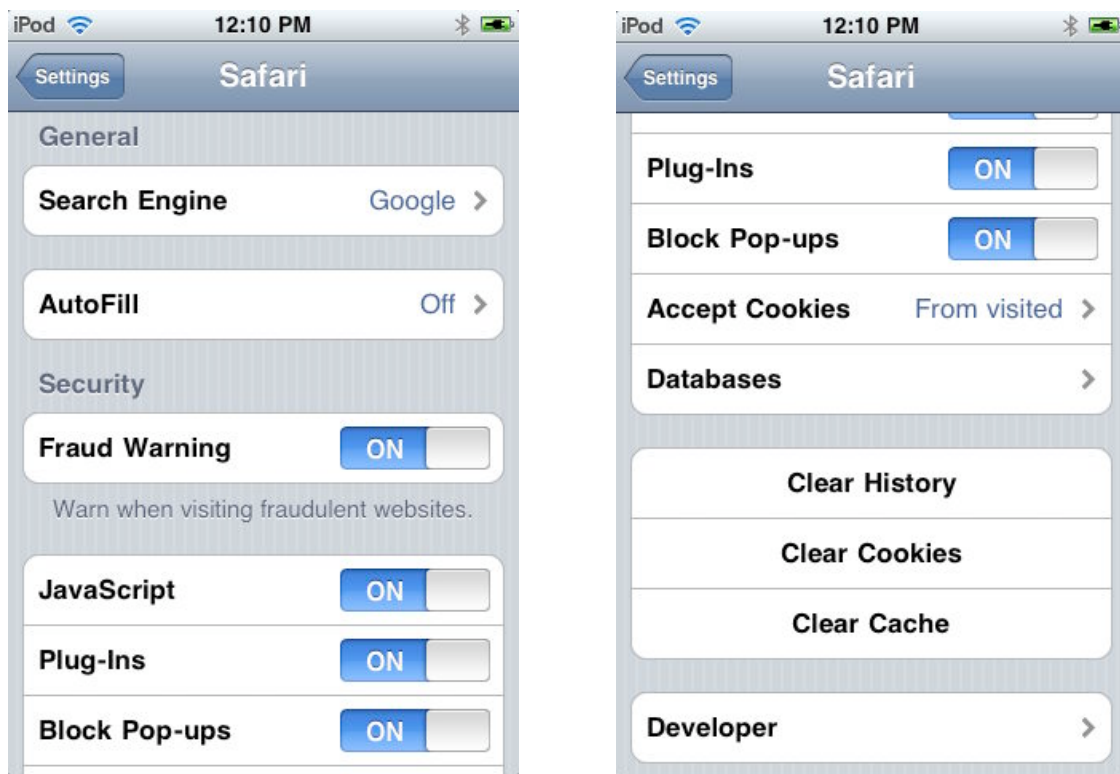 iPod 12:10 PM
Settings Safari
General
Search Engine Google
AutoFill Off
Security
Fraud Warning ON
Warn when visiting fraudulent websites.
JavaScript ON
Plug-Ins ON
Block Pop-ups ON
iPod 12:10 PM
Settings Safari
Plug-Ins ON
Block Pop-ups ON
Accept Cookies From visited
Databases
Clear History
Clear Cookies
Clear Cache
Developer